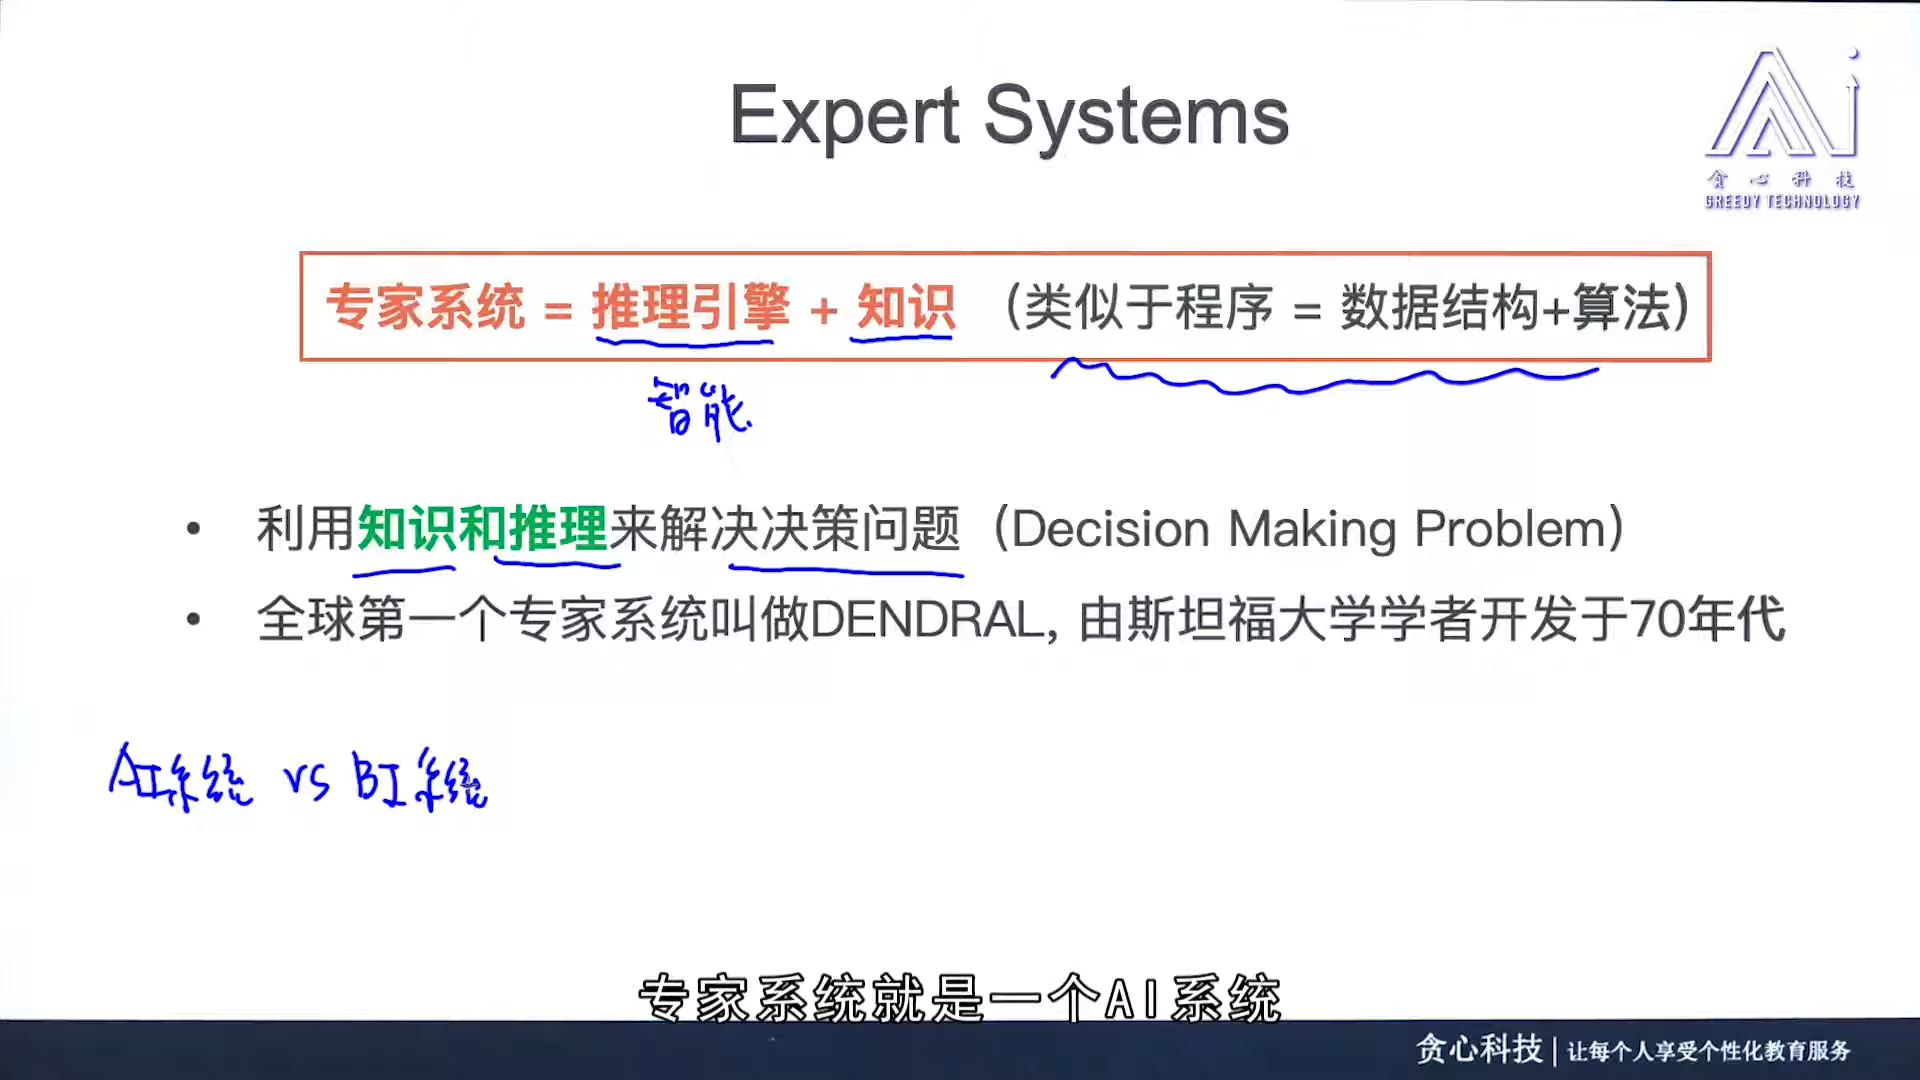 Expert Systems
贪心科技
GREEDY TECHNOLOGY
专家系统 = 推理引擎 + 知识 （类似于程序 = 数据结构+算法）
智能
• 利用知识和推理来解决决策问题（Decision Making Problem）
• 全球第一个专家系统叫做DENDRAL, 由斯坦福大学学者开发于70年代
AI系统 vs BI系统
专家系统就是一个AI系统
贪心科技 | 让每个人享受个性化教育服务